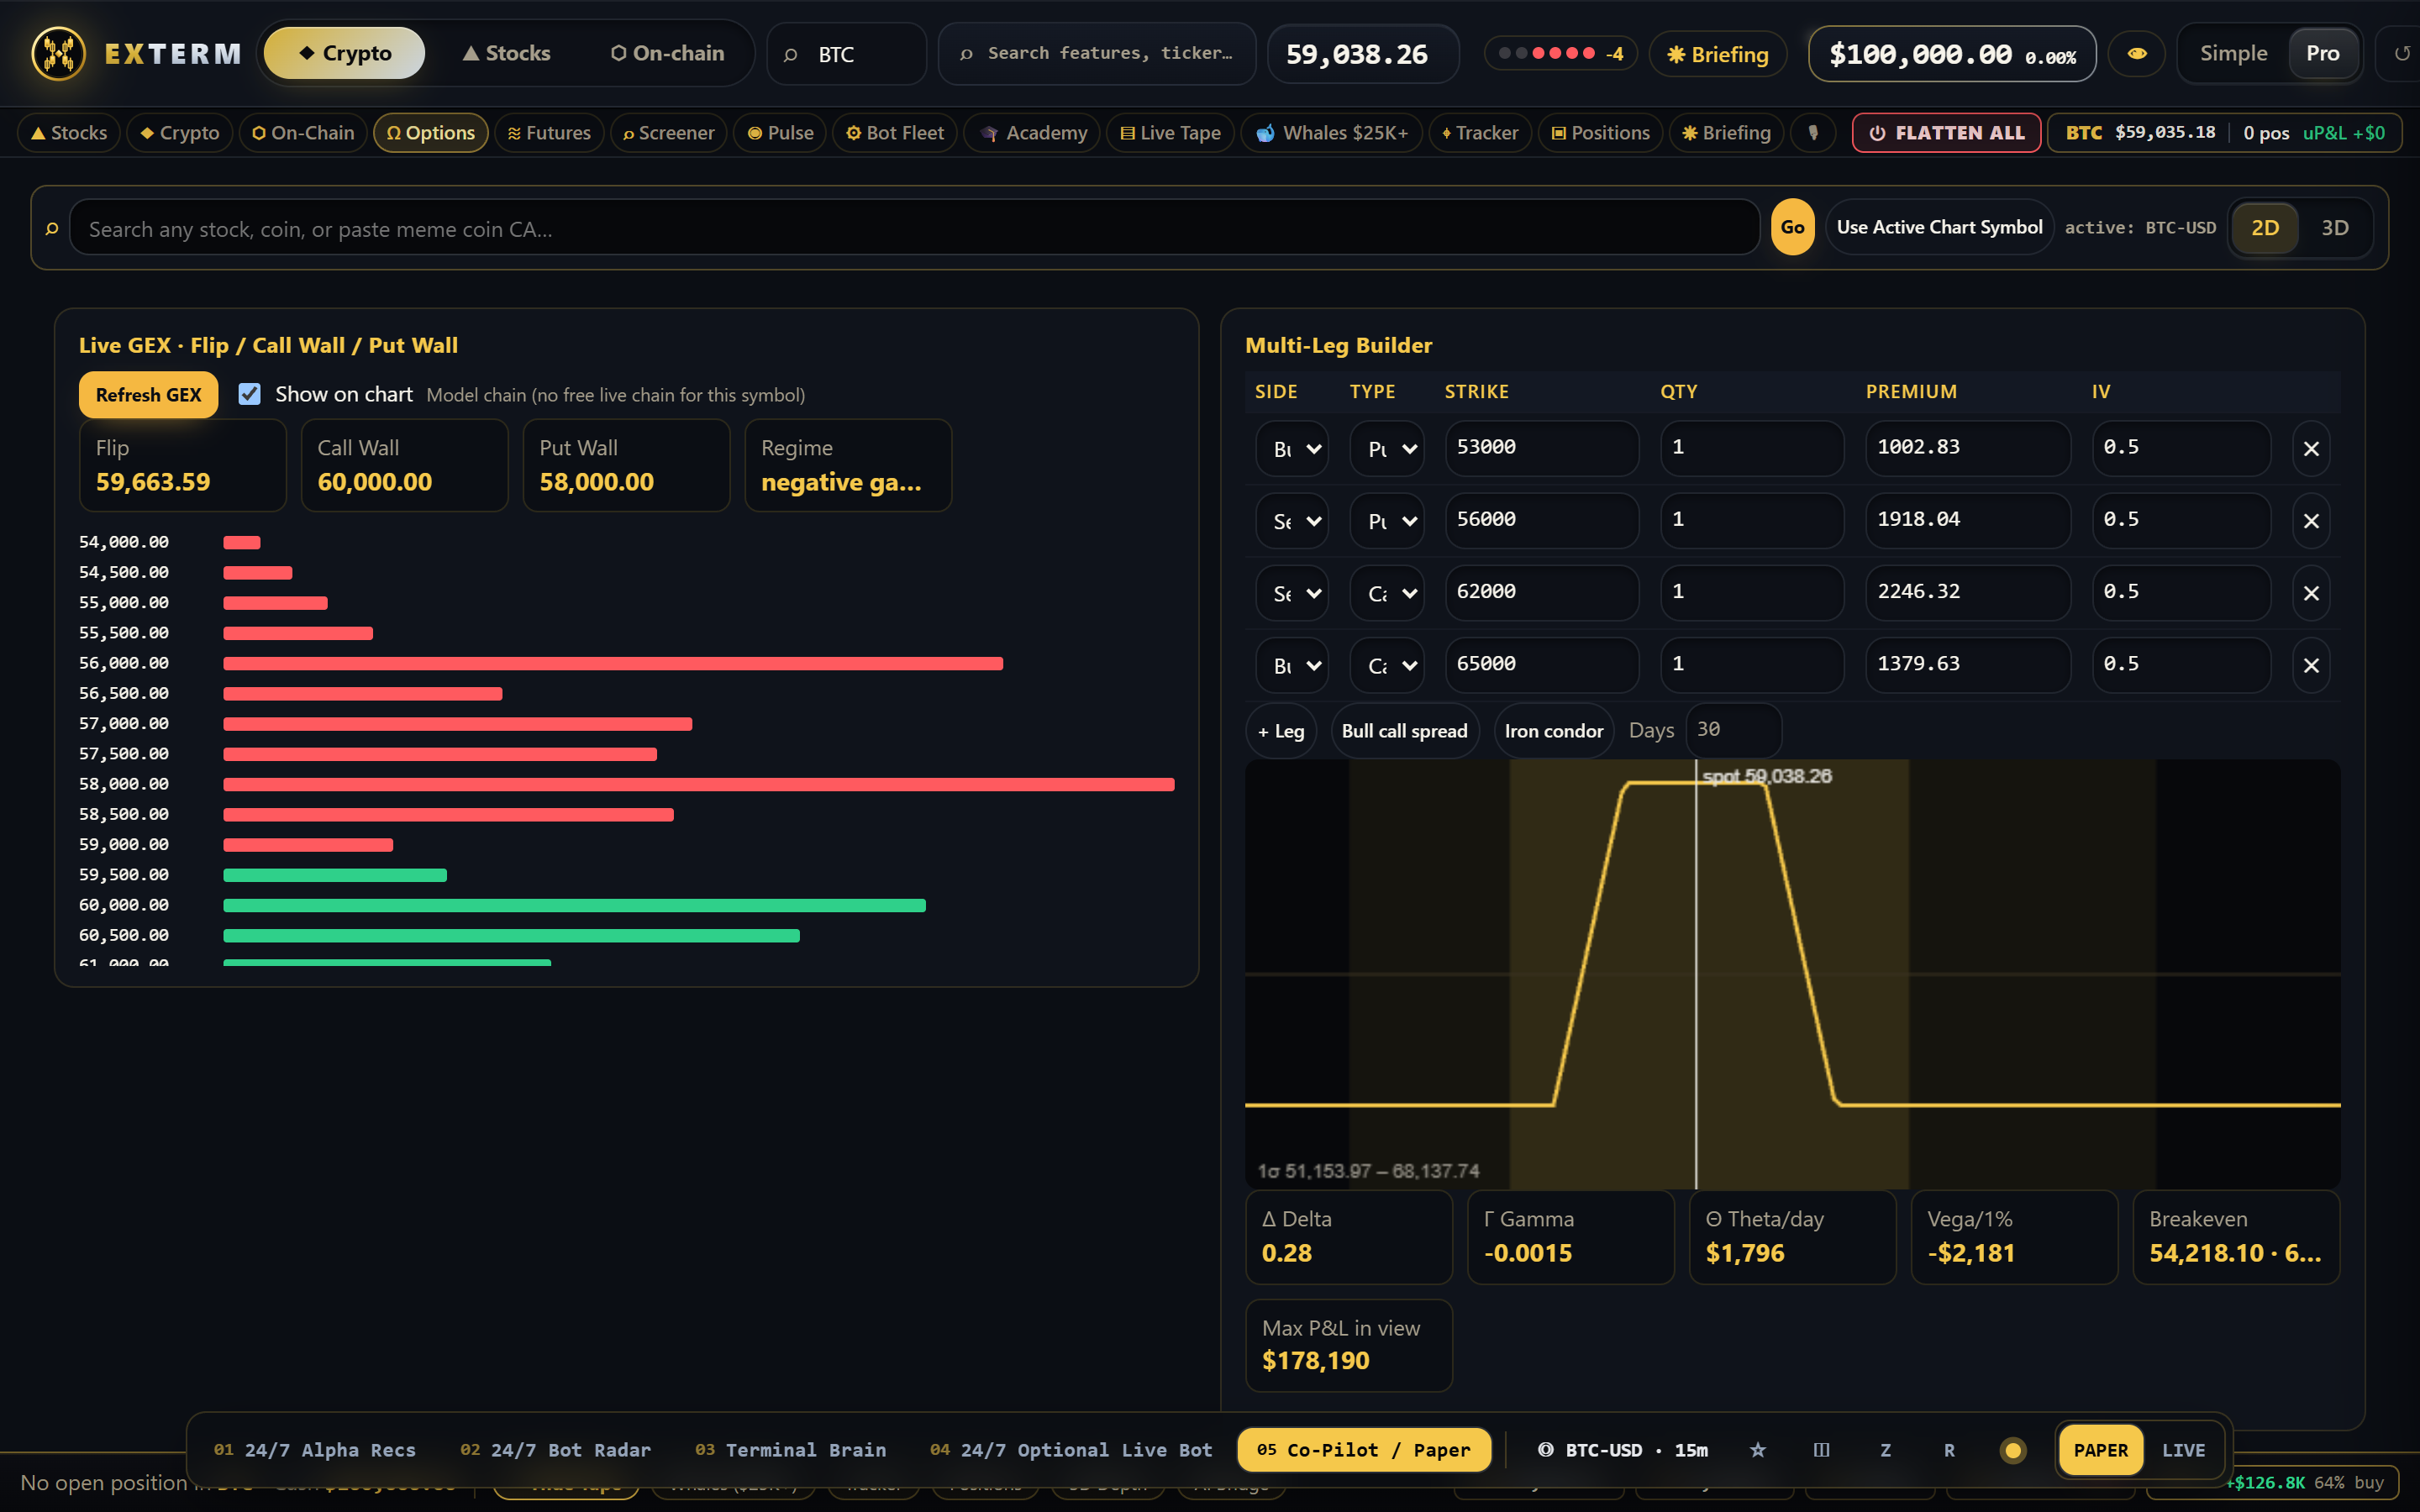 EXTERM
Crypto
Stocks
On-chain
BTC
Search features, ticker...
59,038.26
-4
Briefing
$100,000.00 0.00%
Simple
Pro
Stocks
Crypto
On-Chain
Options
Futures
Screener
Pulse
Bot Fleet
Academy
Live Tape
Whales $25K+
Tracker
Positions
Briefing
FLATTEN ALL
BTC $59,035.18 0 pos uP&L +$0
Search any stock, coin, or paste meme coin CA...
Go
Use Active Chart Symbol
active: BTC-USD
2D
3D
Live GEX · Flip / Call Wall / Put Wall
Refresh GEX
Show on chart
Model chain (no free live chain for this symbol)
Flip
59,663.59
Call Wall
60,000.00
Put Wall
58,000.00
Regime
negative ga...
54,000.00
54,500.00
55,000.00
55,500.00
56,000.00
56,500.00
57,000.00
57,500.00
58,000.00
58,500.00
59,000.00
59,500.00
60,000.00
60,500.00
61,000.00
Multi-Leg Builder
SIDE TYPE STRIKE QTY PREMIUM IV
Bu Pu 53000 1 1002.83 0.5
Se Pu 56000 1 1918.04 0.5
Se Ca 62000 1 2246.32 0.5
Bu Ca 65000 1 1379.63 0.5
+ Leg
Bull call spread
Iron condor
Days 30
spot 59,038.26
1σ 51,153.97 – 68,137.74
Δ Delta
0.28
Γ Gamma
-0.0015
Θ Theta/day
$1,796
Vega/1%
-$2,181
Breakeven
54,218.10 · 6...
Max P&L in view
$178,190
01 24/7 Alpha Recs
02 24/7 Bot Radar
03 Terminal Brain
04 24/7 Optional Live Bot
05 Co-Pilot / Paper
BTC-USD · 15m
Z
R
PAPER
LIVE
No open position
+$126.8K 64% buy